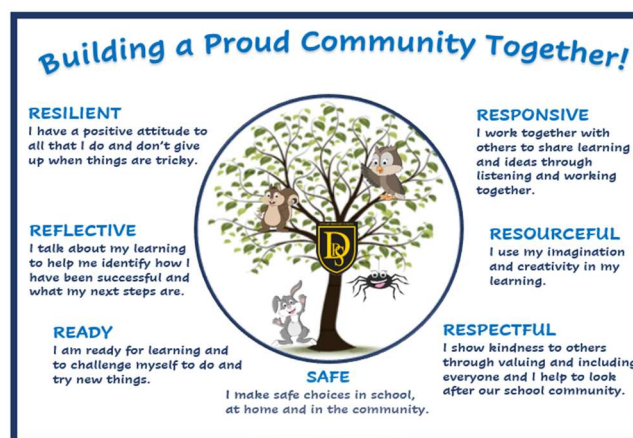 Building a Proud Community Together!
RESILIENT
I have a positive attitude to
all that I do and don't give
up when things are tricky.
REFLECTIVE
I talk about my learning
to help me identify how I
have been successful and
what my next steps are.
READY
I am ready for learning and
to challenge myself to do and
try new things.
SAFE
I make safe choices in school,
at home and in the community.
RESPONSIVE
I work together with
others to share learning
and ideas through
listening and working
together.
RESOURCEFUL
I use my imagination
and creativity in my
learning.
RESPECTFUL
I show kindness to others
through valuing and including
everyone and I help to look
after our school community.
DPS